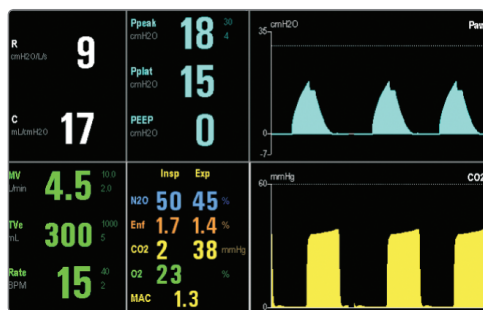 R
cmH2O/L/s
9
C
mL/cmH2O
17
Ppeak
cmH2O
18
30
4
Pplat
cmH2O
15
PEEP
cmH2O
0
35
cmH2O
Paw
0
-7
MV
L/min
4.5
10.0
2.0
TVe
mL
300
1000
5
Rate
BPM
15
40
2
Insp Exp
N2O 50 45 %
Enf 1.7 1.4 %
CO2 2 38 mmHg
O2 23 %
MAC 1.3
60
mmHg
CO2
0